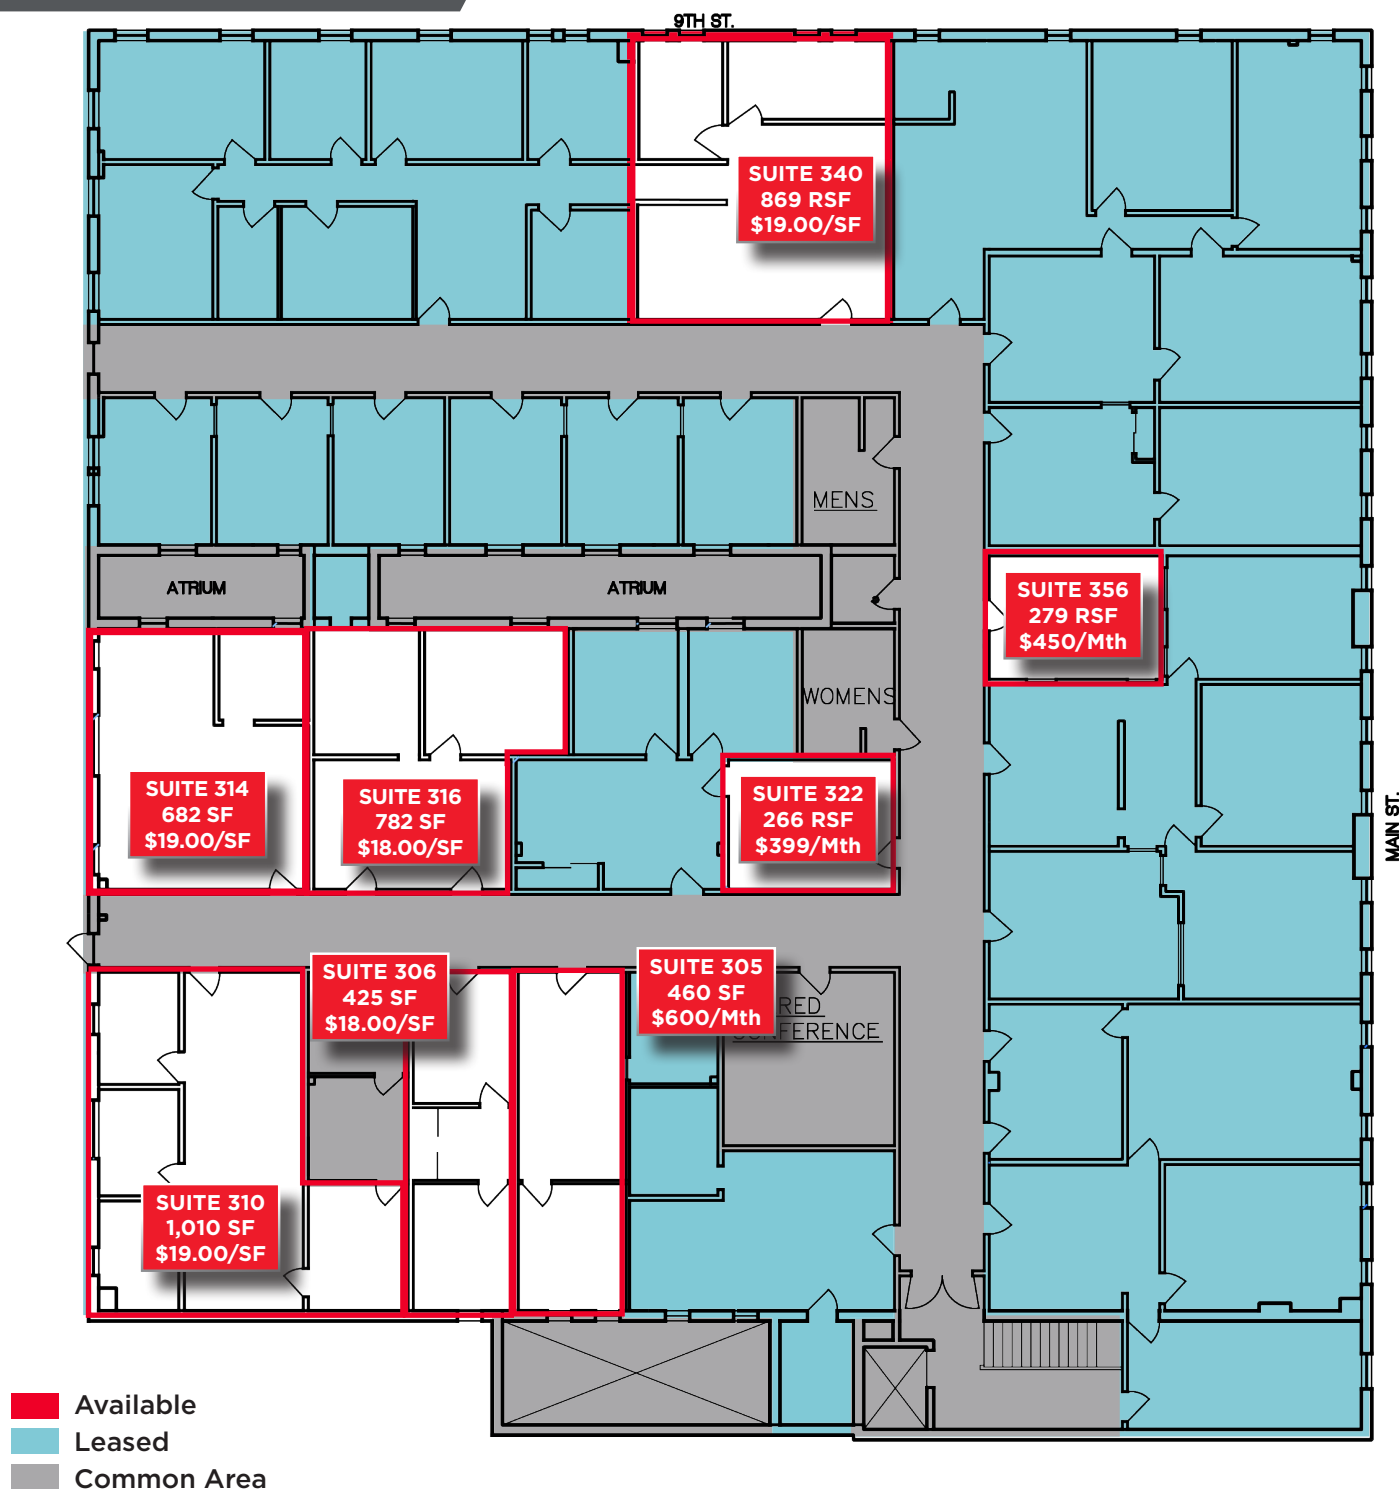 9TH ST.
SUITE 340
869 RSF
$19.00/SF
MENS
ATRIUM
ATRIUM
SUITE 356
279 RSF
$450/Mth
WOMENS
SUITE 314
682 SF
$19.00/SF
SUITE 316
782 SF
$18.00/SF
SUITE 322
266 RSF
$399/Mth
MAIN ST.
SUITE 306
425 SF
$18.00/SF
SUITE 305
460 SF
$600/Mth
RED
CONFERENCE
SUITE 310
1,010 SF
$19.00/SF
Available
Leased
Common Area